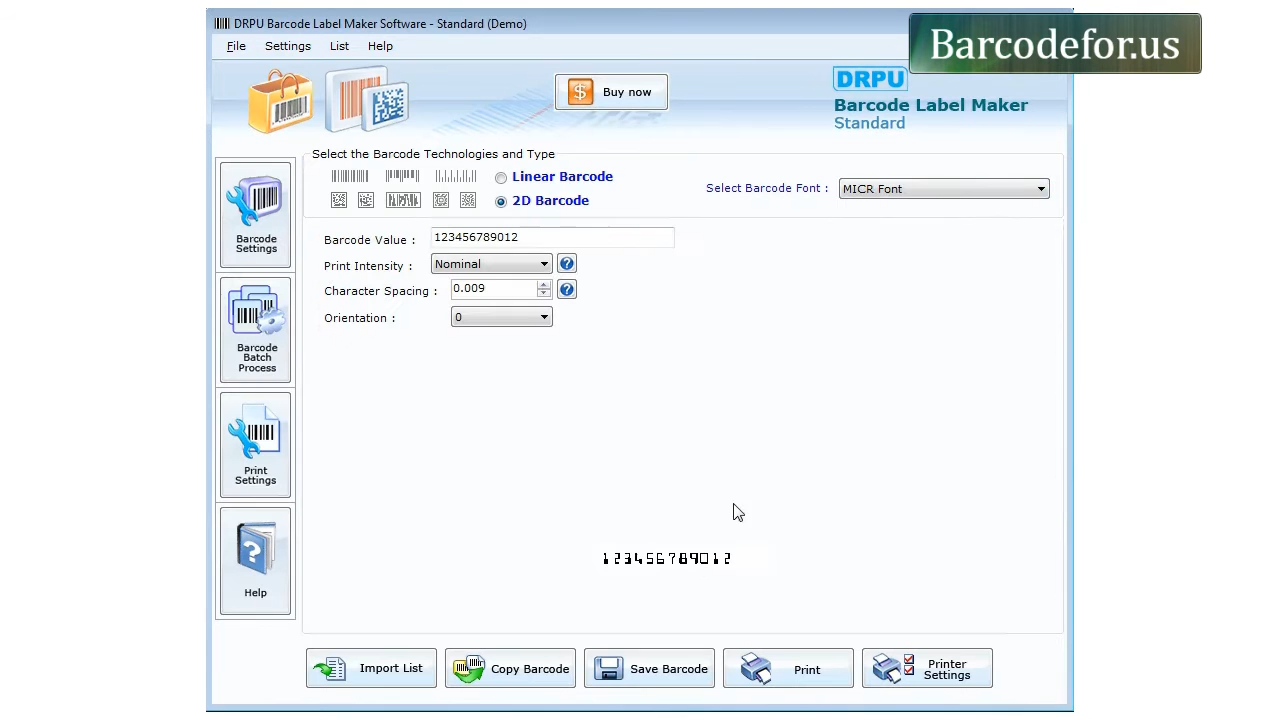 DRPU Barcode Label Maker Software - Standard (Demo)
Barcodefor.us
File Settings List Help
Buy now
DRPU
Barcode Label Maker
Standard
Select the Barcode Technologies and Type
Linear Barcode
2D Barcode
Select Barcode Font : MICR Font
Barcode Settings
Barcode Value : 123456789012
Print Intensity : Nominal
Character Spacing : 0.009
Orientation : 0
Barcode
Batch
Process
Print
Settings
123456789012
Help
Import List
Copy Barcode
Save Barcode
Print
Printer
Settings